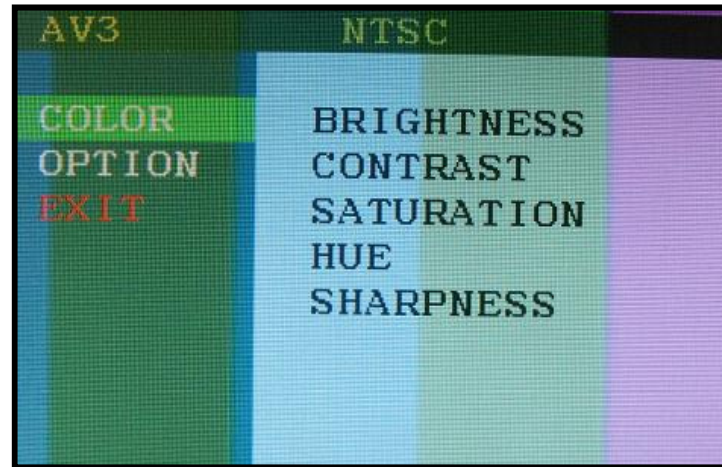 AV3 NTSC
COLOR
OPTION
EXIT
BRIGHTNESS
CONTRAST
SATURATION
HUE
SHARPNESS